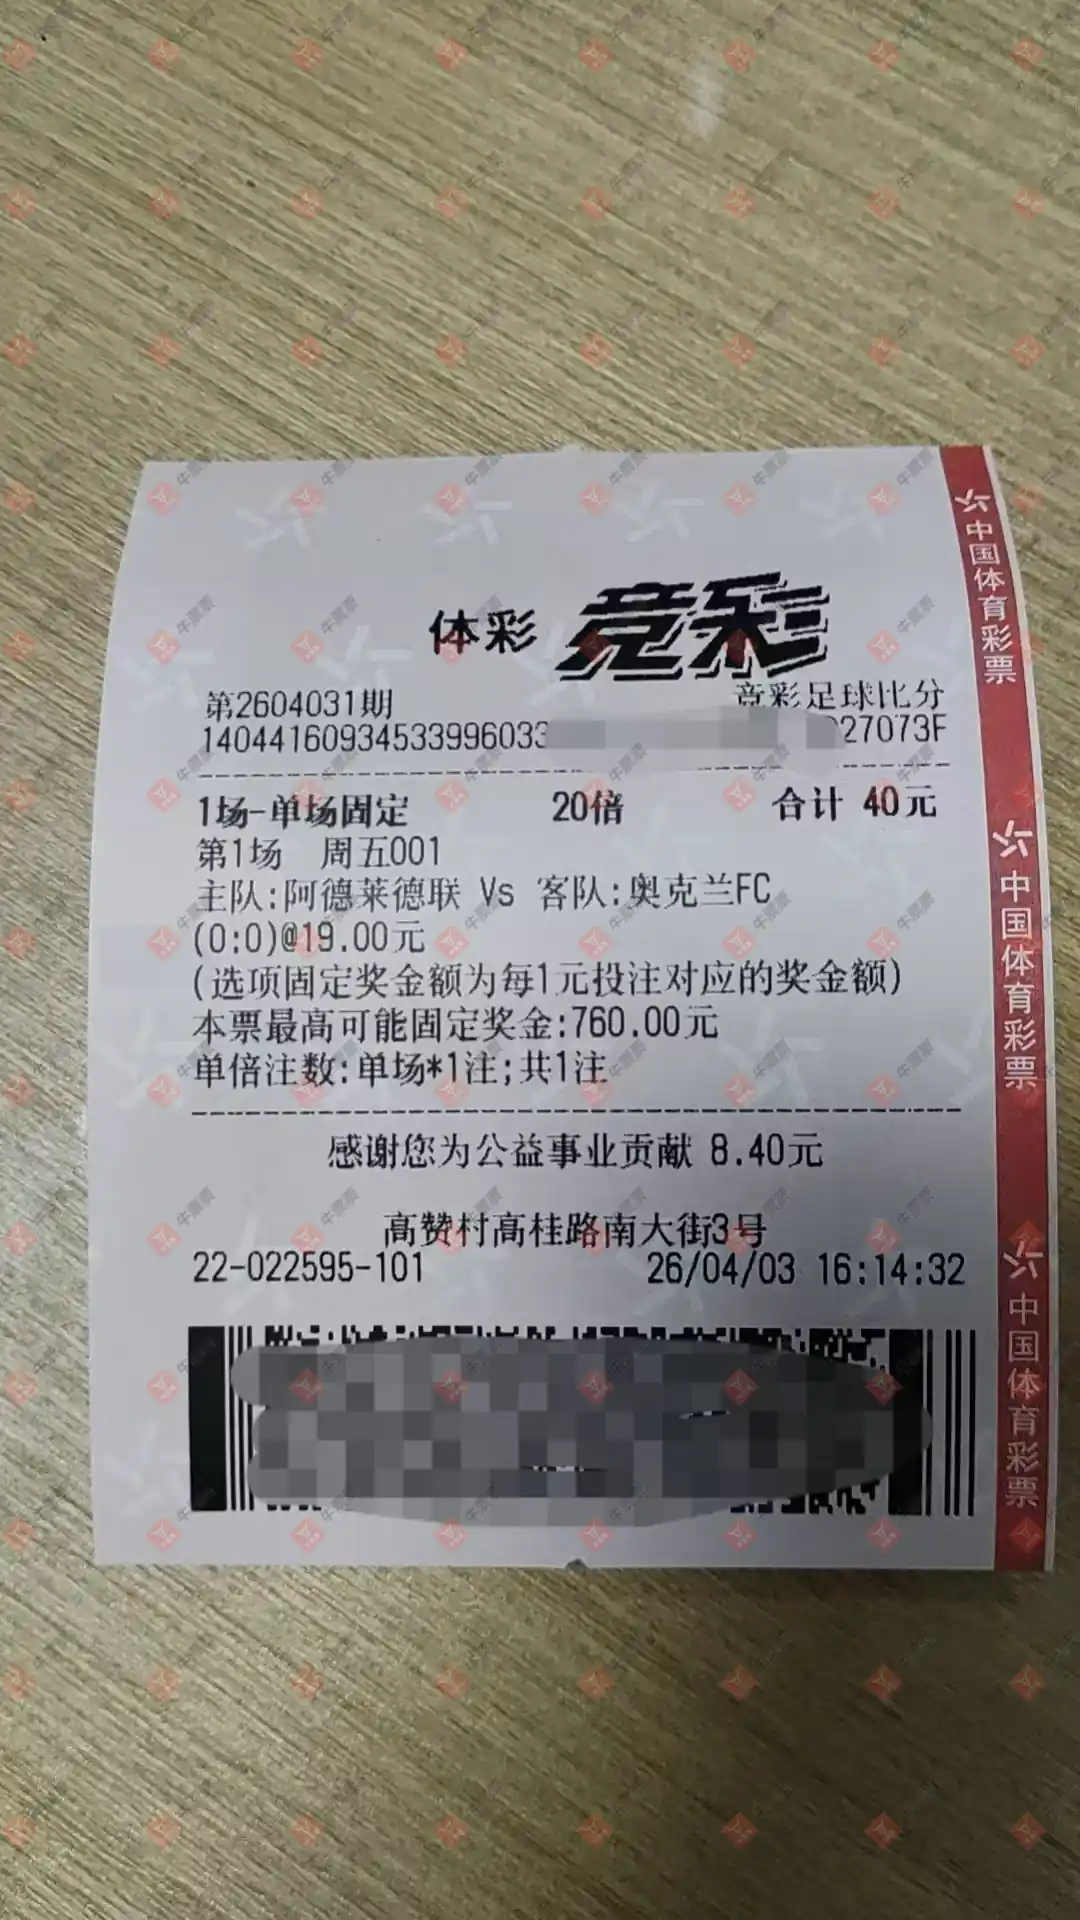 体彩 竞彩
第2604031期 竞彩足球比分
14044160934533996033 27073F
1场-单场固定 20倍 合计 40元
第1场 周五001
主队:阿德莱德联 Vs 客队:奥克兰FC
(0:0)@19.00元
(选项固定奖金额为每1元投注对应的奖金额)
本票最高可能固定奖金:760.00元
单倍注数:单场*1注;共1注
感谢您为公益事业贡献 8.40元
高赞村高桂路南大街3号
22-022595-101 26/04/03 16:14:32
中国体育彩票
中国体育彩票
中国体育彩票
牛票票